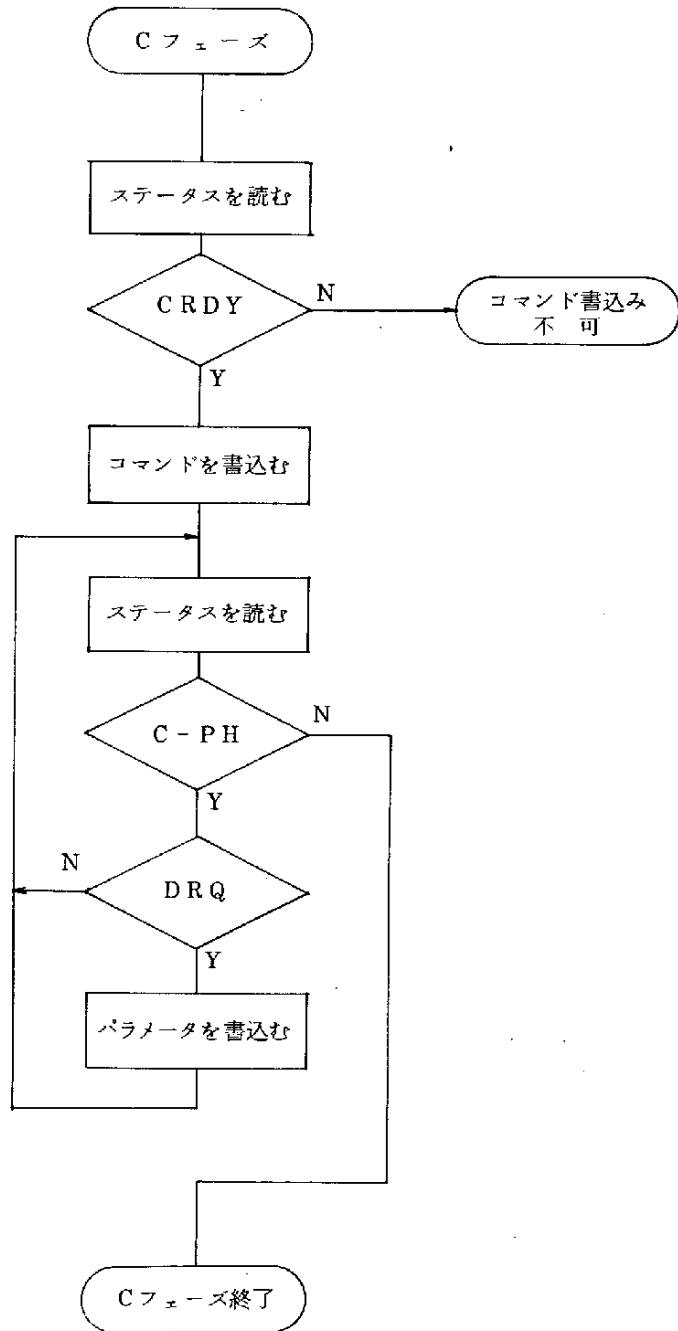 Cフェーズ
ステータスを読む
CRDY
N
コマンド書込み
不 可
Y
コマンドを書込む
ステータスを読む
C-PH
N
Y
N
DRQ
Y
パラメータを書込む
Cフェーズ終了